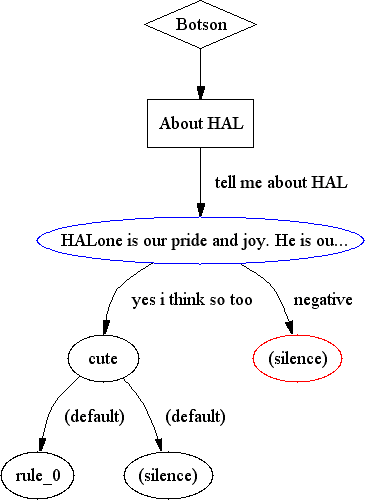 Botson
About HAL
tell me about HAL
HALone is our pride and joy. He is ou...
yes i think so too
negative
cute
(silence)
(default)
(default)
rule_0
(silence)